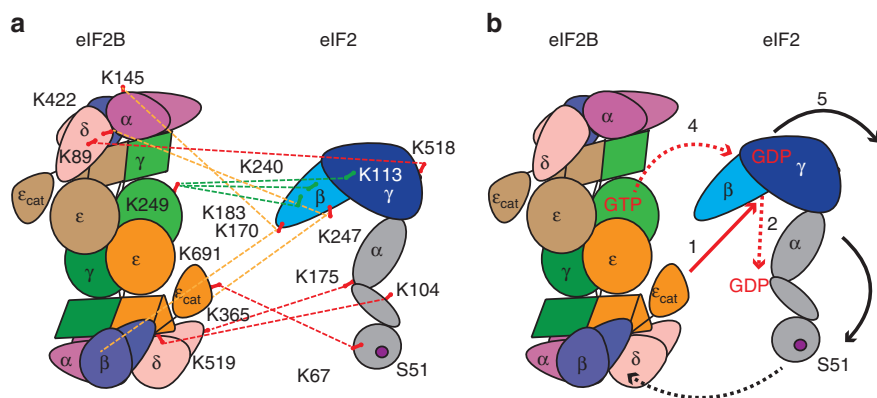 a
eIF2B
eIF2
K145
K422
δ
α
K89
γ
K518
K240
K113
εcat
β
γ
ε
K249
K183
K170
K247
γ
ε
K691
α
K175
εcat
K104
K365
α
β
δ
K519
S51
K67
b
eIF2B
eIF2
α
4
5
δ
GDP
γ
β
εcat
GTP
ε
1
2
α
γ
ε
GDP
εcat
α
β
δ
S51